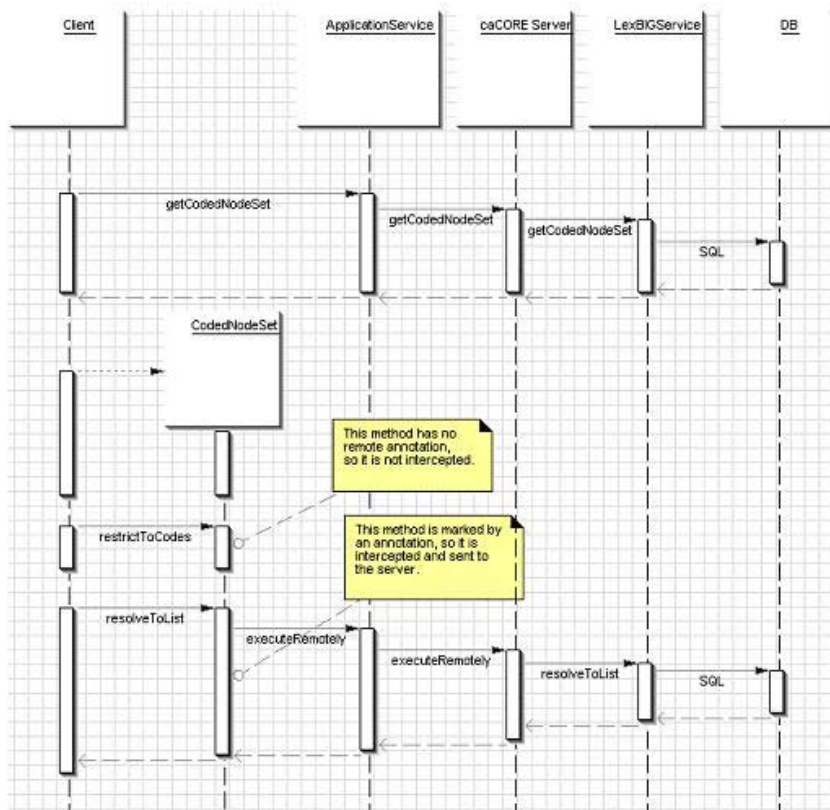 Client
ApplicationService
caCORE Server
LexBIGService
DB
getCodedNodeSet
getCodedNodeSet
getCodedNodeSet
SQL
CodedNodeSet
This method has no
remote annotation,
so it is not intercepted.
restrictToCodes
This method is marked by
an annotation, so it is
intercepted and sent to
the server.
resolveToList
executeRemotely
executeRemotely
resolveToList
SQL